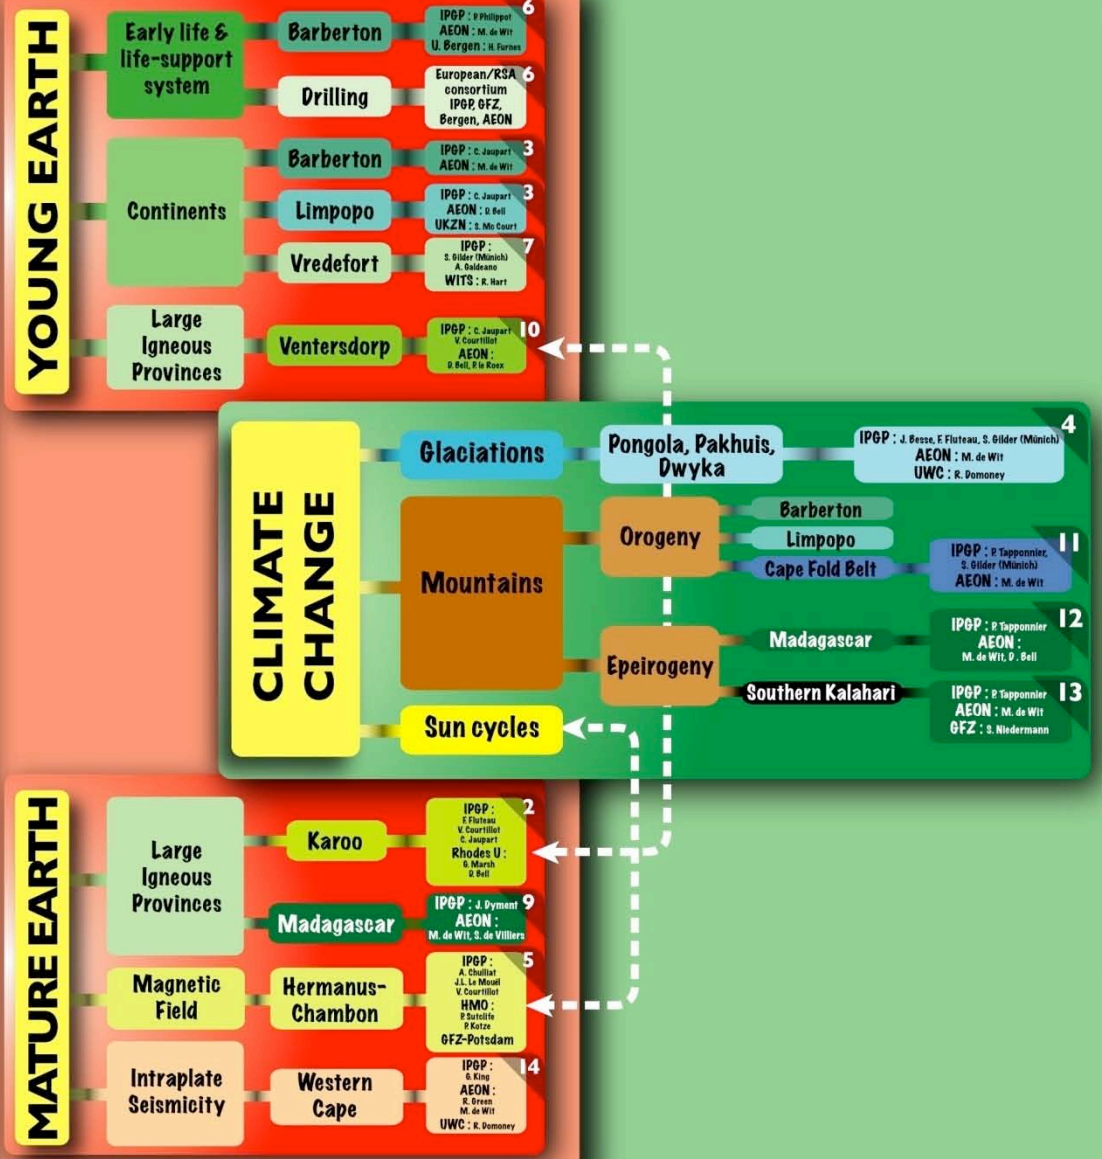 YOUNG EARTH
Early life &
life-support
system
Barberton
6
IPGP : P. Philippot
AEON : M. de Wit
U. Bergen : H. Furnes
Drilling
6
European/RSA
consortium
IPGP, GFZ,
Bergen, AEON
Continents
Barberton
3
IPGP : C. Jaupart
AEON : M. de Wit
Limpopo
3
IPGP : C. Jaupart
AEON : D. Bell
UKZN : S. Mc Court
Vredefort
7
IPGP :
S. Gilder (Münich)
A. Galdeano
WITS : R. Hart
Large
Igneous
Provinces
Ventersdorp
10
IPGP : C. Jaupart
V. Courtillot
AEON :
D. Bell, P. le Roex
CLIMATE
CHANGE
Glaciations
Pongola, Pakhuis,
Dwyka
4
IPGP : J. Besse, F. Fluteau, S. Gilder (Münich)
AEON : M. de Wit
UWC : R. Domoney
Mountains
Orogeny
Barberton
Limpopo
Cape Fold Belt
11
IPGP : P. Tapponnier,
S. Gilder (Münich)
AEON : M. de Wit
Epeirogeny
Madagascar
12
IPGP : P. Tapponnier
AEON :
M. de Wit, D . Bell
Southern Kalahari
13
IPGP : P. Tapponnier
AEON : M. de Wit
GFZ : S. Niedermann
Sun cycles
MATURE EARTH
Large
Igneous
Provinces
Karoo
2
IPGP :
F. Fluteau
V. Courtillot
C. Jaupart
Rhodes U :
G. Marsh
D. Bell
Madagascar
9
IPGP : J. Dyment
AEON :
M. de Wit, S. de Villiers
Magnetic
Field
Hermanus-
Chambon
5
IPGP :
A. Chulliat
J.L. Le Mouël
V. Courtillot
HMO :
P. Sutclife
P. Kotze
GFZ-Potsdam
Intraplate
Seismicity
Western
Cape
14
IPGP :
G. King
AEON :
R. Green
M. de Wit
UWC : R. Domoney